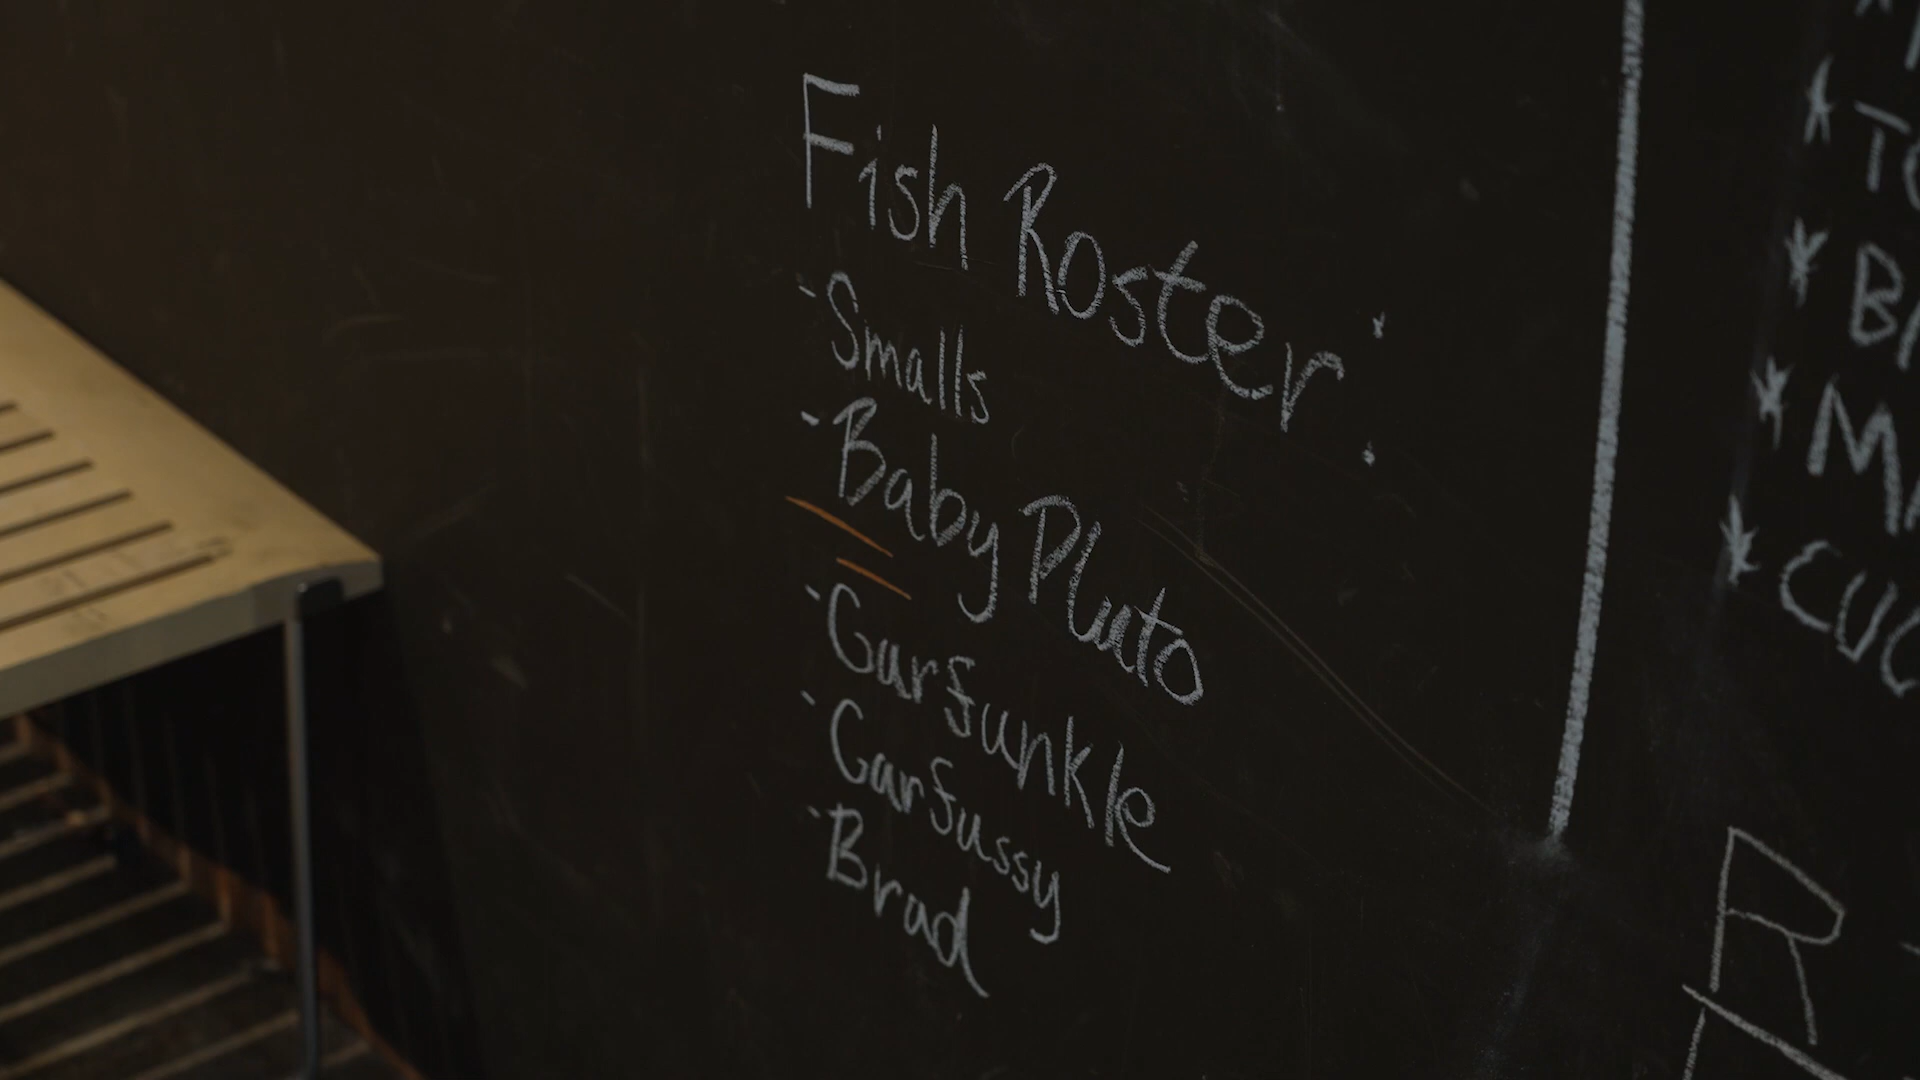 Fish Roster:
- Smalls
- Baby Pluto
- Garfunkle
- Garfussy
- Brad